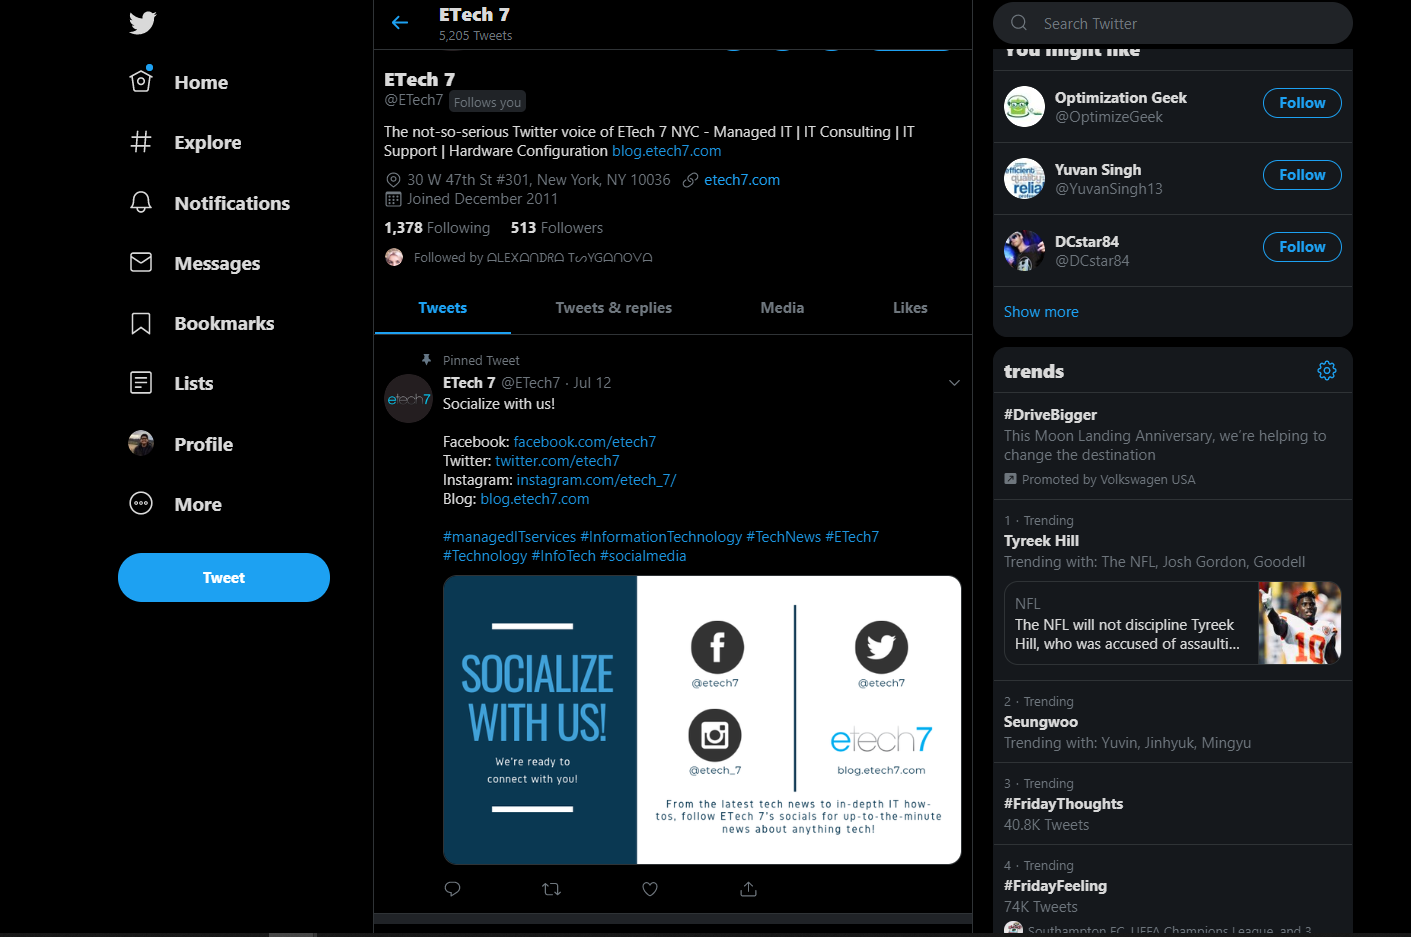 Home
Explore
Notifications
Messages
Bookmarks
Lists
Profile
More
Tweet
ETech 7
5,205 Tweets
ETech 7
@ETech7 Follows you
The not-so-serious Twitter voice of ETech 7 NYC - Managed IT | IT Consulting | IT
Support | Hardware Configuration blog.etech7.com
30 W 47th St #301, New York, NY 10036 etech7.com
Joined December 2011
1,378 Following 513 Followers
Followed by ᗩᒪEXᗩᑎᗪᖇᗩ TᔕYGᗩᑎOᐯᗩ
Tweets Tweets & replies Media Likes
Pinned Tweet
ETech 7 @ETech7 · Jul 12
Socialize with us!
Facebook: facebook.com/etech7
Twitter: twitter.com/etech7
Instagram: instagram.com/etech_7/
Blog: blog.etech7.com
#managedITservices #InformationTechnology #TechNews #ETech7
#Technology #InfoTech #socialmedia
etech7
SOCIALIZE
WITH US!
We're ready to
connect with you!
@etech7
@etech7
@etech_7
etech7
blog.etech7.com
From the latest tech news to in-depth IT how-
tos, follow ETech 7's socials for up-to-the-minute
news about anything tech!
Search Twitter
You might like
Optimization Geek
@OptimizeGeek
Follow
efficient
quality
relia
Yuvan Singh
@YuvanSingh13
Follow
DCstar84
@DCstar84
Follow
Show more
trends
#DriveBigger
This Moon Landing Anniversary, we're helping to
change the destination
Promoted by Volkswagen USA
1 · Trending
Tyreek Hill
Trending with: The NFL, Josh Gordon, Goodell
NFL
The NFL will not discipline Tyreek
Hill, who was accused of assaulti...
10
2 · Trending
Seungwoo
Trending with: Yuvin, Jinhyuk, Mingyu
3 · Trending
#FridayThoughts
40.8K Tweets
4 · Trending
#FridayFeeling
74K Tweets
Southampton FC, UEFA Champions League, and 3